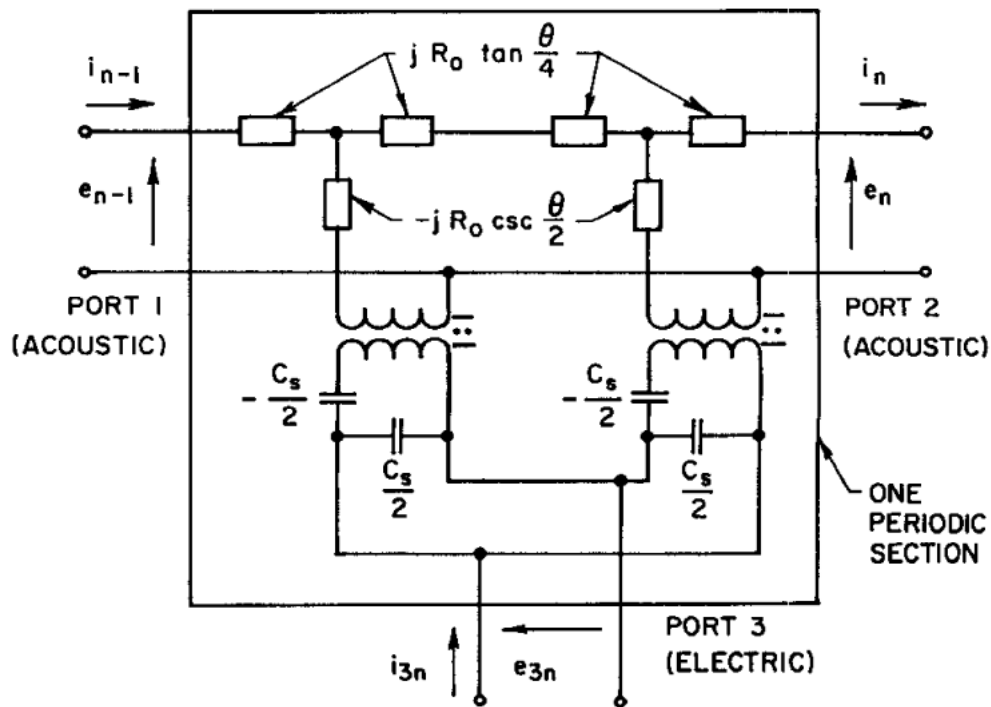 j R₀ tan θ/4
iₙ₋₁
iₙ
eₙ₋₁
eₙ
-j R₀ csc θ/2
PORT 1
(ACOUSTIC)
PORT 2
(ACOUSTIC)
- Cₛ/2
- Cₛ/2
Cₛ/2
Cₛ/2
ONE
PERIODIC
SECTION
PORT 3
(ELECTRIC)
i₃ₙ
e₃ₙ